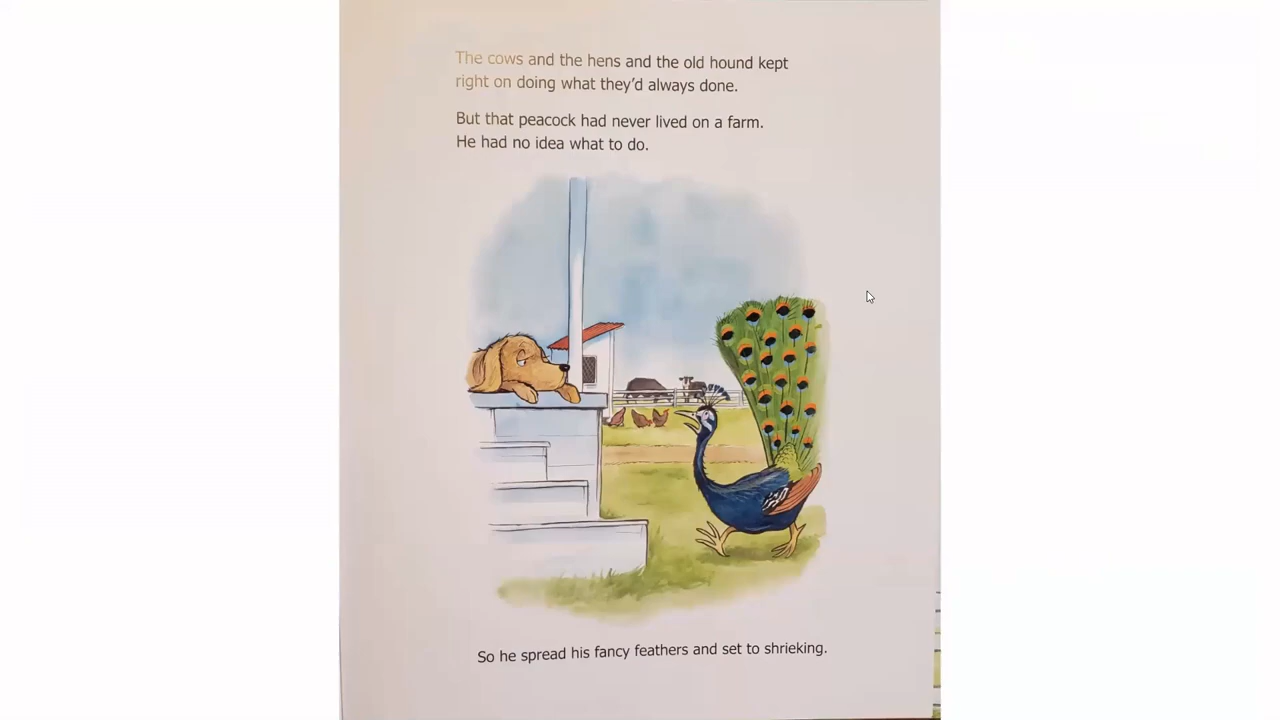 The cows and the hens and the old hound kept
right on doing what they'd always done.
But that peacock had never lived on a farm.
He had no idea what to do.
So he spread his fancy feathers and set to shrieking.